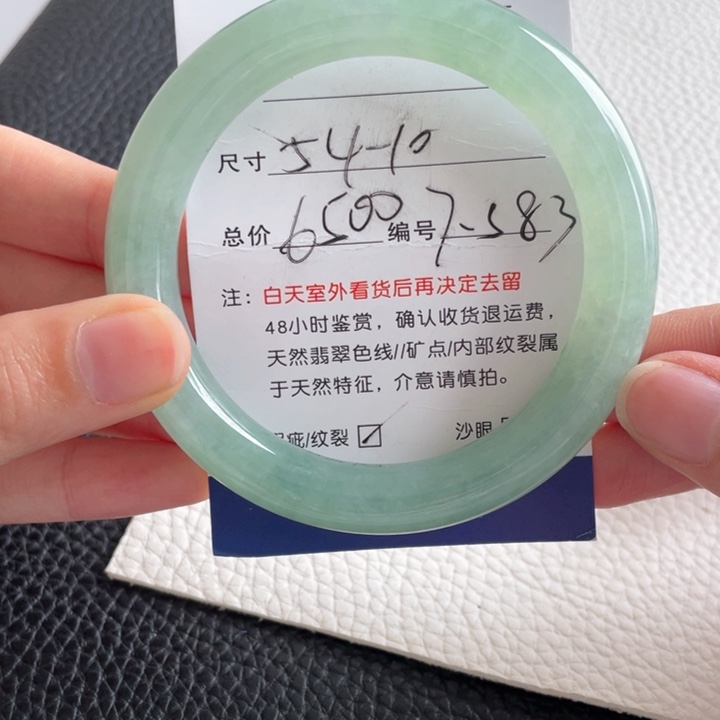 尺寸 54-10
总价 6500 编号 7-583
注：白天室外看货后再决定去留
48小时鉴赏，确认收货退运费，
天然翡翠色线//矿点/内部纹裂属
于天然特征，介意请慎拍。
疵/纹裂 ☑ 沙眼